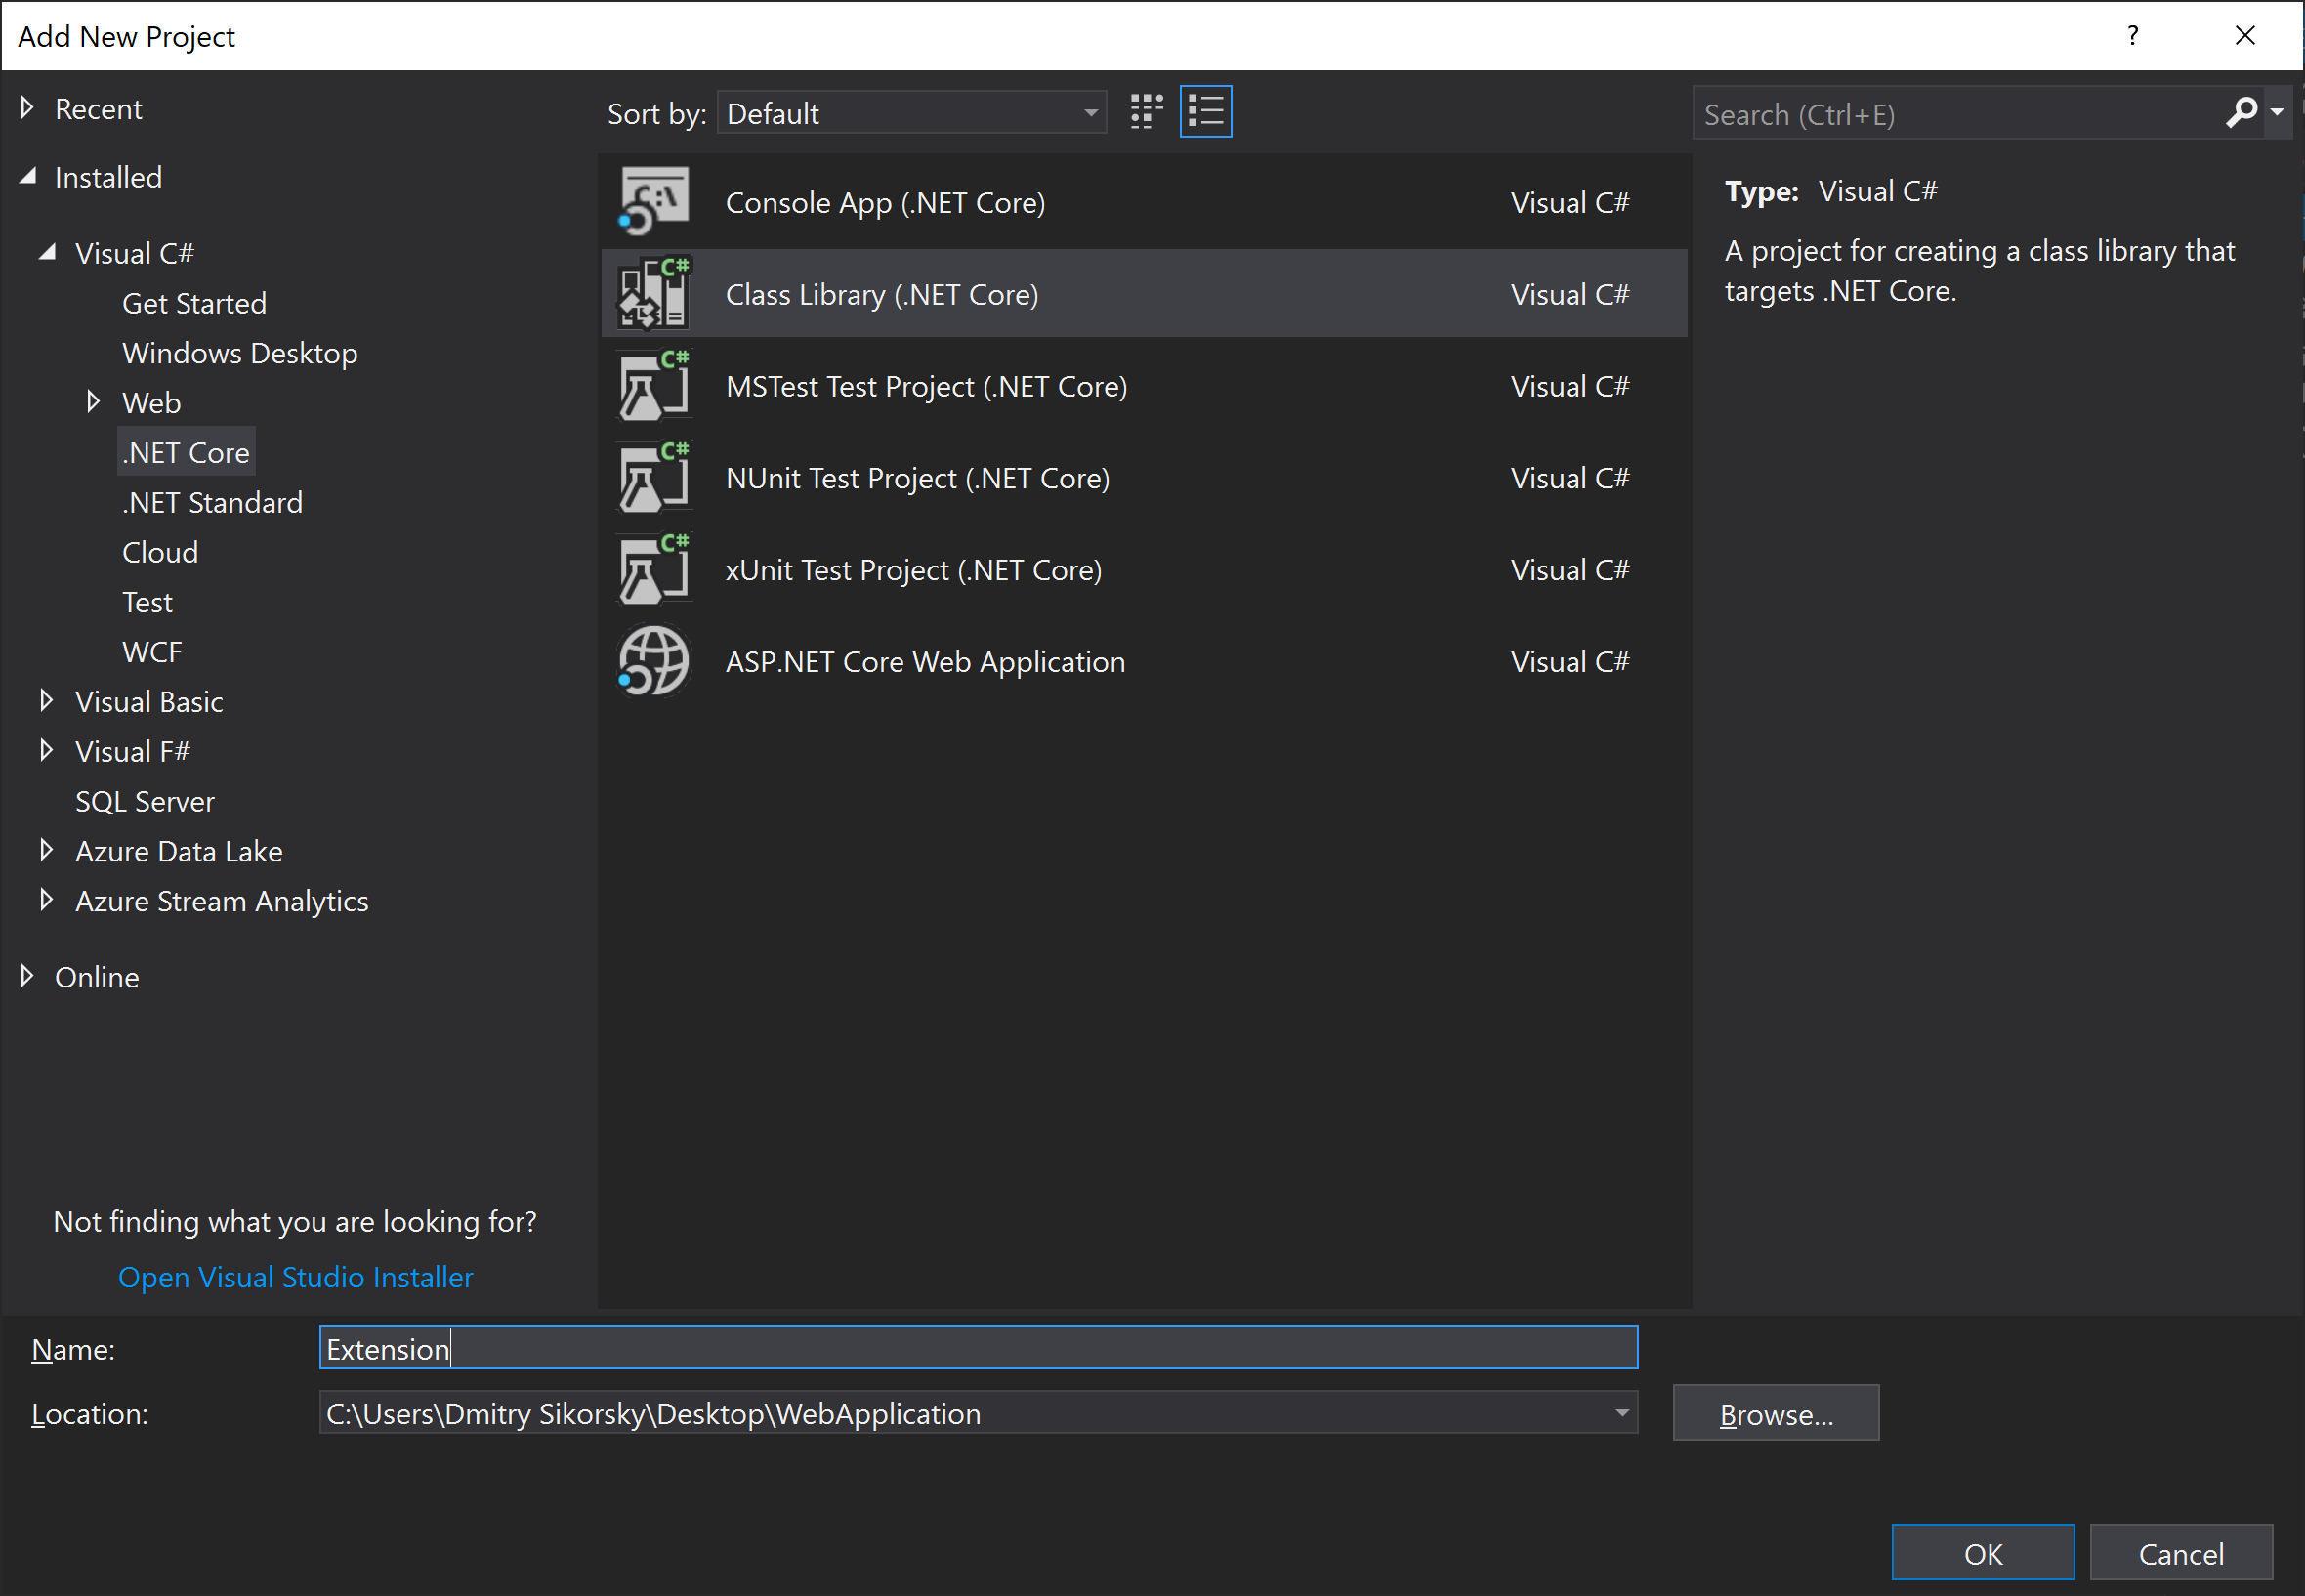 Add New Project
?
Recent
Installed
Visual C#
Get Started
Windows Desktop
Web
.NET Core
.NET Standard
Cloud
Test
WCF
Visual Basic
Visual F#
SQL Server
Azure Data Lake
Azure Stream Analytics
Online
Not finding what you are looking for?
Open Visual Studio Installer
Sort by: Default
C:\
Console App (.NET Core) Visual C#
C#
Class Library (.NET Core) Visual C#
C#
MSTest Test Project (.NET Core) Visual C#
C#
NUnit Test Project (.NET Core) Visual C#
C#
xUnit Test Project (.NET Core) Visual C#
ASP.NET Core Web Application Visual C#
Search (Ctrl+E)
Type: Visual C#
A project for creating a class library that
targets .NET Core.
Name: Extension
Location: C:\Users\Dmitry Sikorsky\Desktop\WebApplication
Browse...
OK Cancel